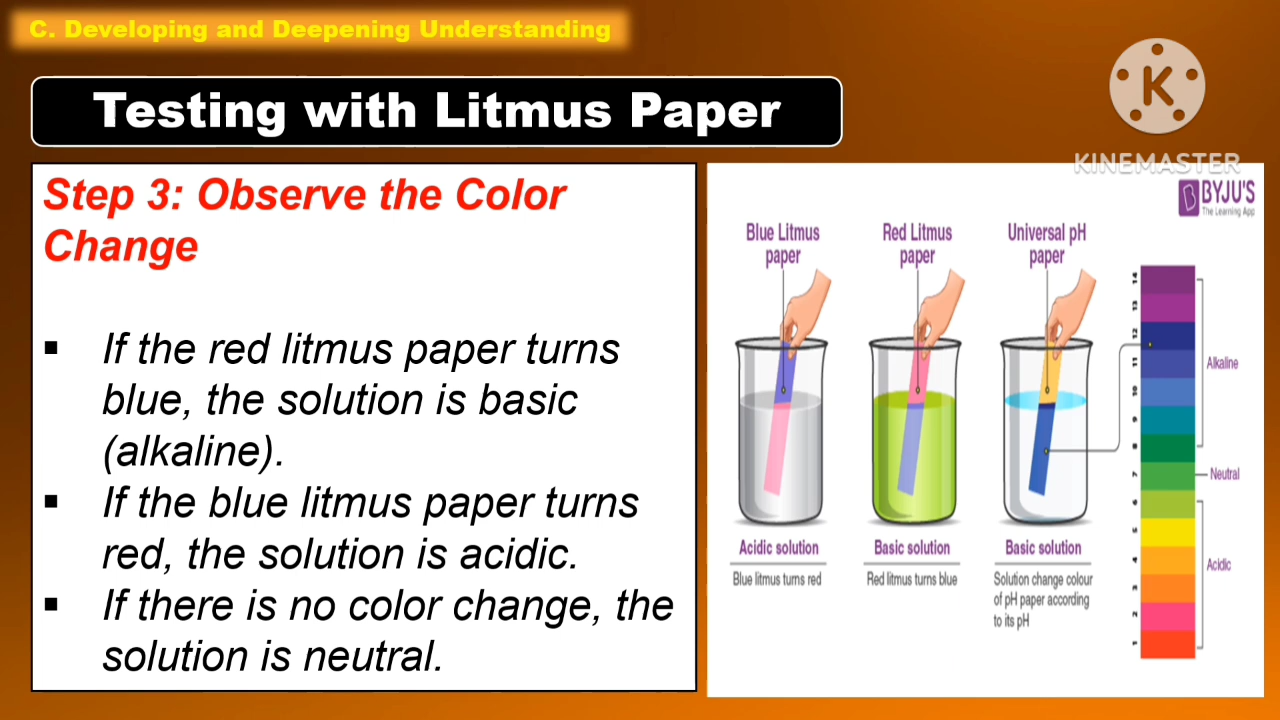 C. Developing and Deepening Understanding
Testing with Litmus Paper
K
KINEMASTER
Step 3: Observe the Color
Change
▪ If the red litmus paper turns
blue, the solution is basic
(alkaline).
▪ If the blue litmus paper turns
red, the solution is acidic.
▪ If there is no color change, the
solution is neutral.
B BYJU'S
The Learning App
Blue Litmus
paper
Red Litmus
paper
Universal pH
paper
14
13
12
11
10
9
8
7
6
5
4
3
2
1
Alkaline
Neutral
Acidic
Acidic solution
Blue litmus turns red
Basic solution
Red litmus turns blue
Basic solution
Solution change colour
of pH paper according
to its pH